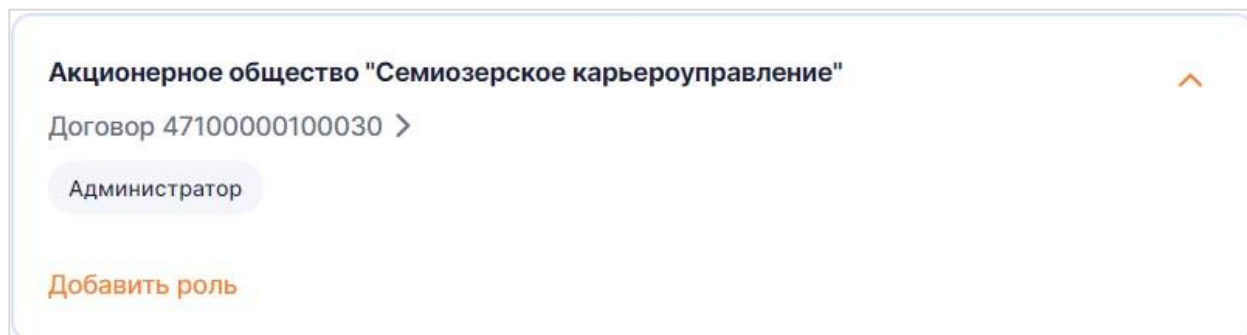 Акционерное общество "Семиозерское карьероуправление"
Договор 47100000100030
Администратор
Добавить роль